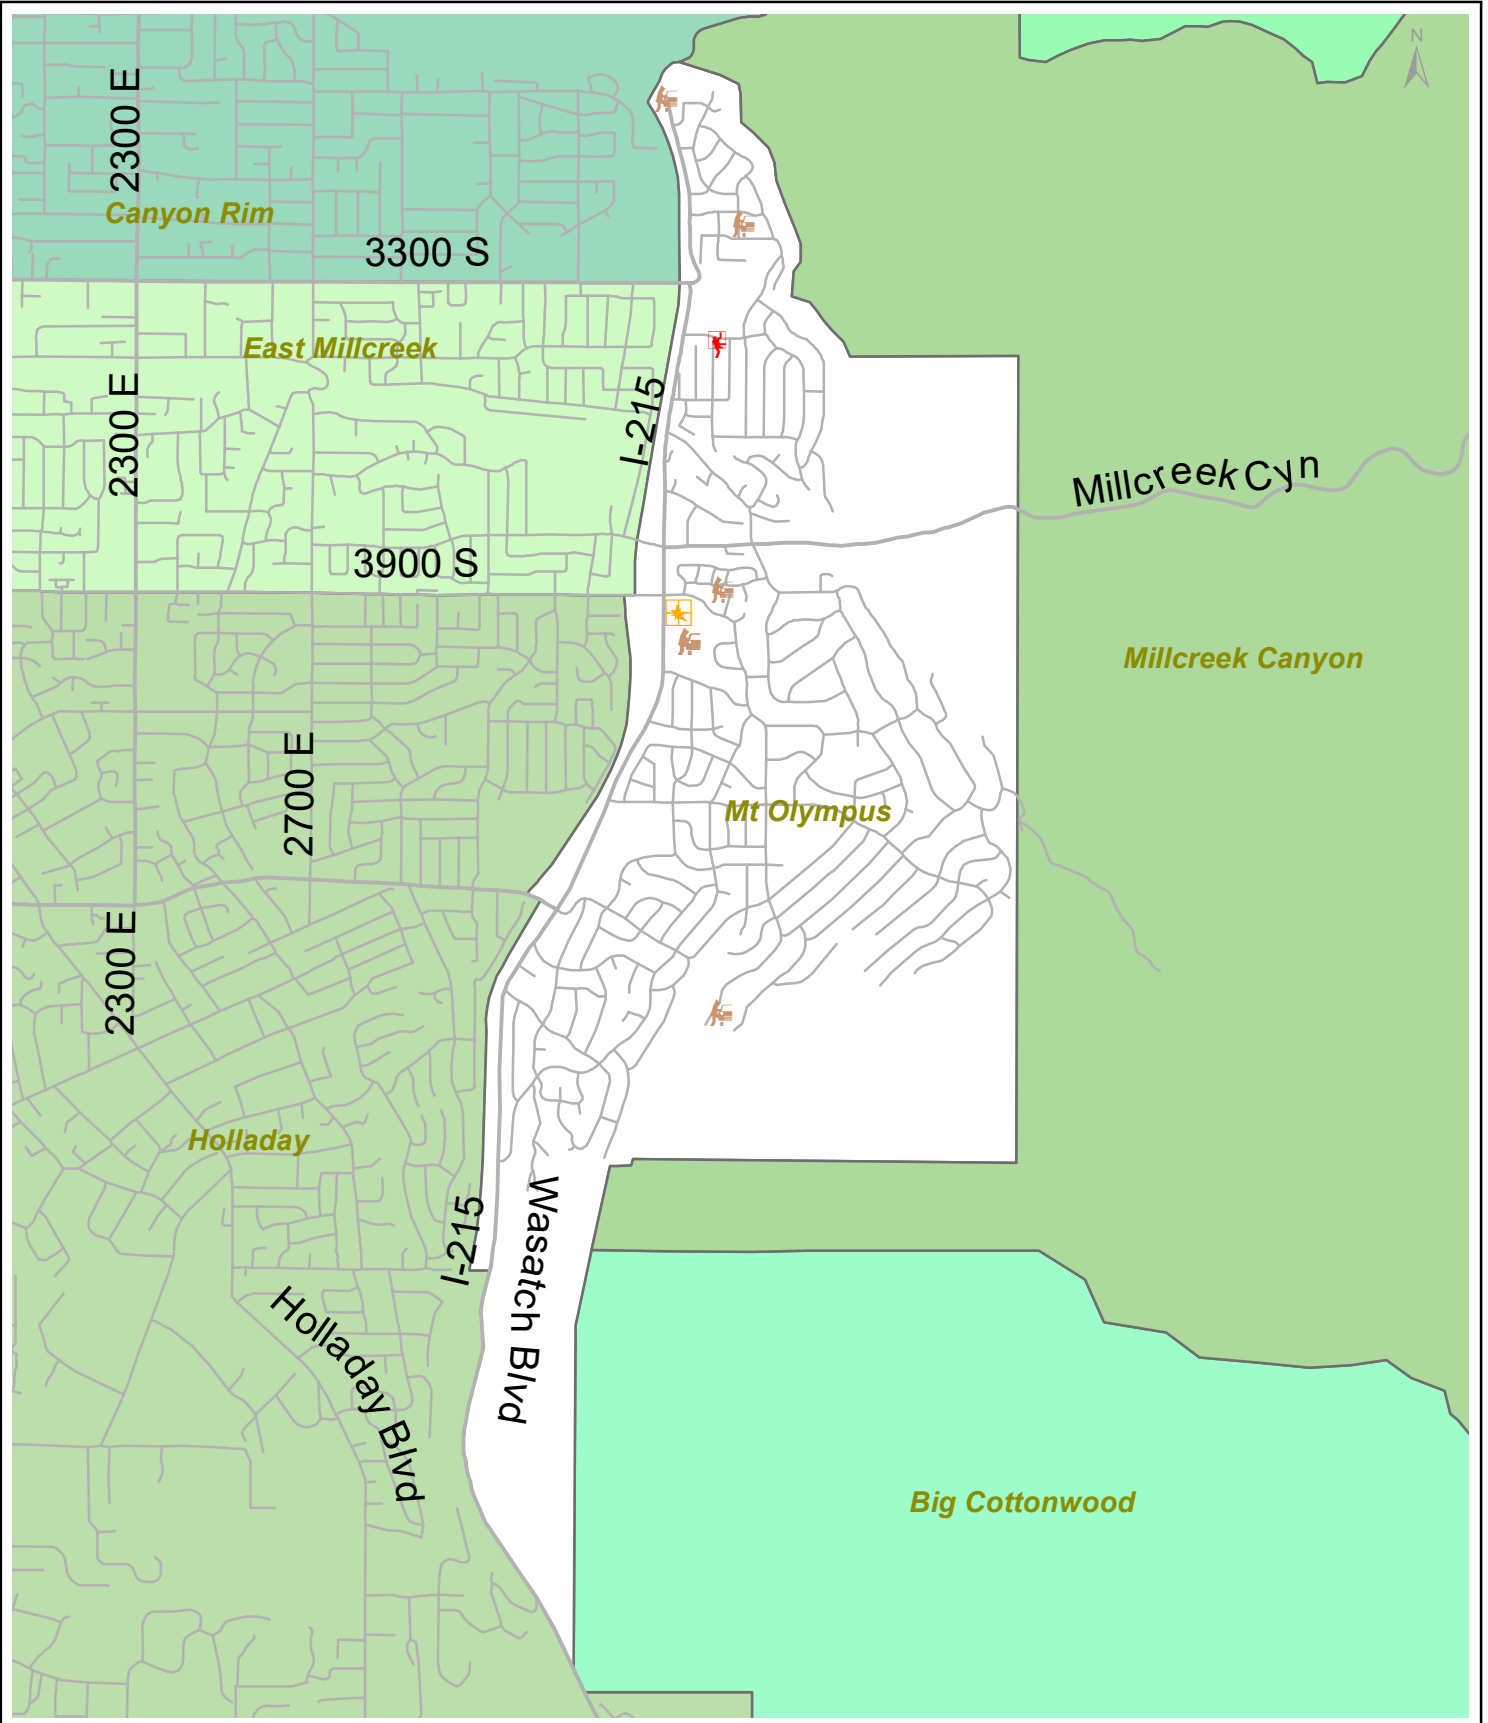 N
2300 E
Canyon Rim
3300 S
East Millcreek
2300 E
I-215
Millcreek Cyn
3900 S
Millcreek Canyon
2700 E
Mt Olympus
2300 E
Holladay
I-215
Wasatch Blvd
Holladay Blvd
Big Cottonwood